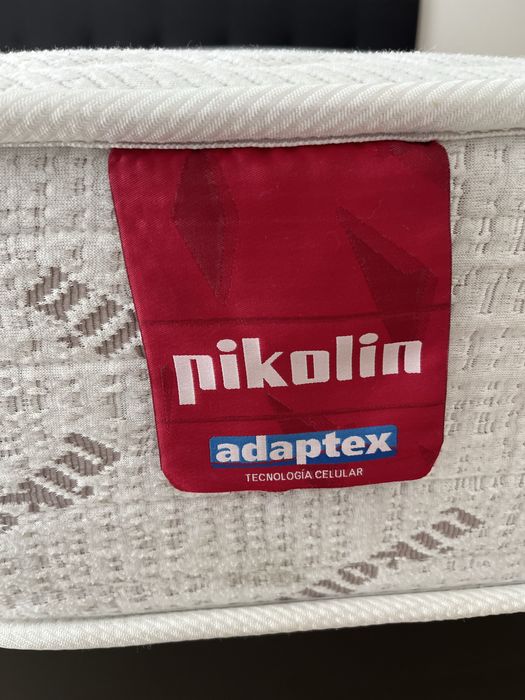 pikolin
adaptex
TECNOLOGÍA CELULAR